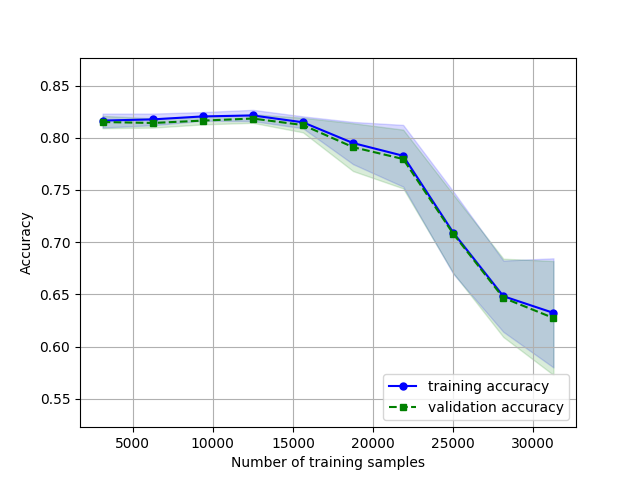 0.85
0.80
0.75
0.70
0.65
0.60
0.55
Accuracy
training accuracy
validation accuracy
5000 10000 15000 20000 25000 30000
Number of training samples